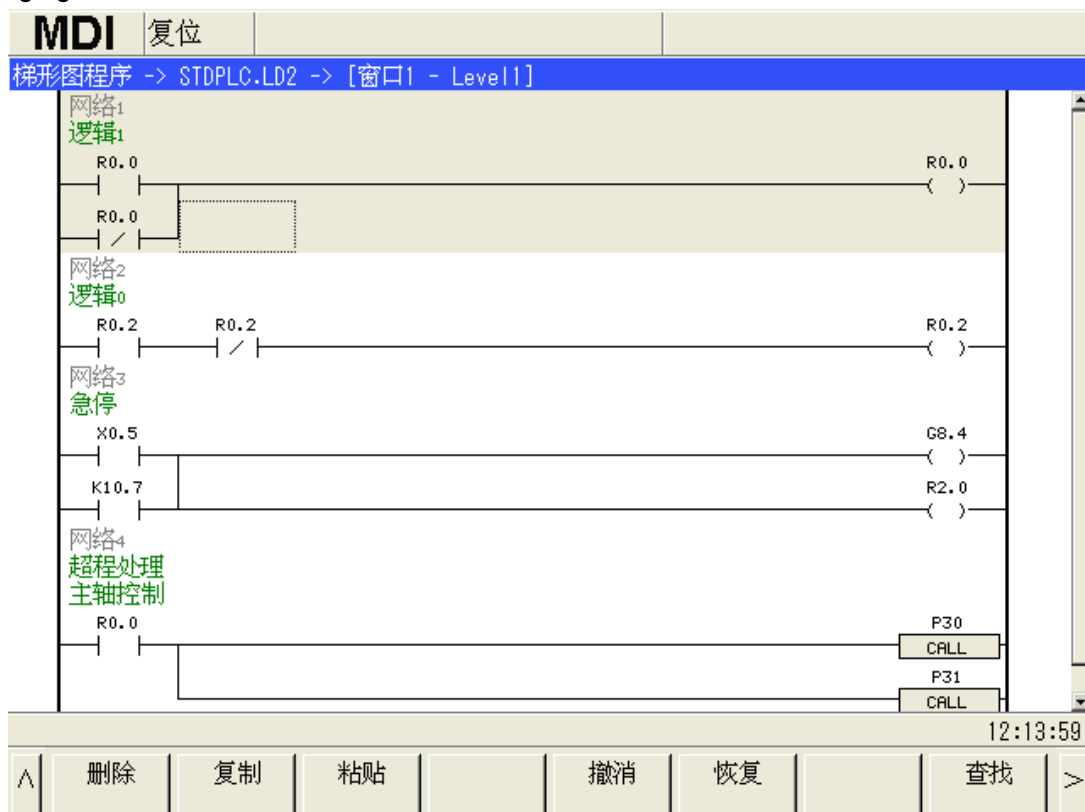 MDI 复位
梯形图程序 -> STDPLC.LD2 -> [窗口1 - Level1]
网络1
逻辑1
R0.0 R0.0
R0.0
网络2
逻辑0
R0.2 R0.2 R0.2
网络3
急停
X0.5 G8.4
K10.7 R2.0
网络4
超程处理
主轴控制
R0.0 P30
CALL
P31
CALL
12:13:59
∧ 删除 复制 粘贴 撤消 恢复 查找 >